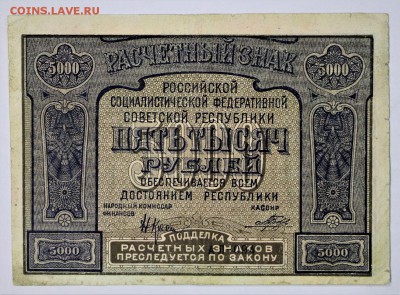 COINS.LAVE.RU
5000 РАСЧЕТНЫЙ ЗНАК 5000
РОССИЙСКОЙ
СОЦИАЛИСТИЧЕСКОЙ ФЕДЕРАТИВНОЙ
СОВЕТСКОЙ РЕСПУБЛИКИ
ПЯТЬ ТЫСЯЧ
РУБЛЕЙ
ОБЕСПЕЧИВАЕТСЯ ВСЕМ
ДОСТОЯНИЕМ РЕСПУБЛИКИ
НАРОДНЫЙ КОМИССАР
ФИНАНСОВ
КАССИР
ПОДДЕЛКА
5000 РАСЧЕТНЫХ ЗНАКОВ 5000
ПРЕСЛЕДУЕТСЯ ПО ЗАКОНУ